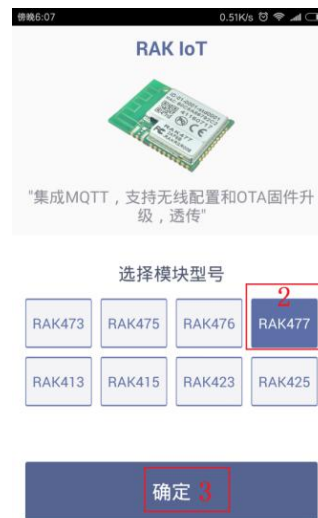 傍晚6:07 0.51K/s
RAK IoT
RAK477
"集成MQTT，支持无线配置和OTA固件升
级，透传"
选择模块型号
2
RAK473 RAK475 RAK476 RAK477
RAK413 RAK415 RAK423 RAK425
确定 3